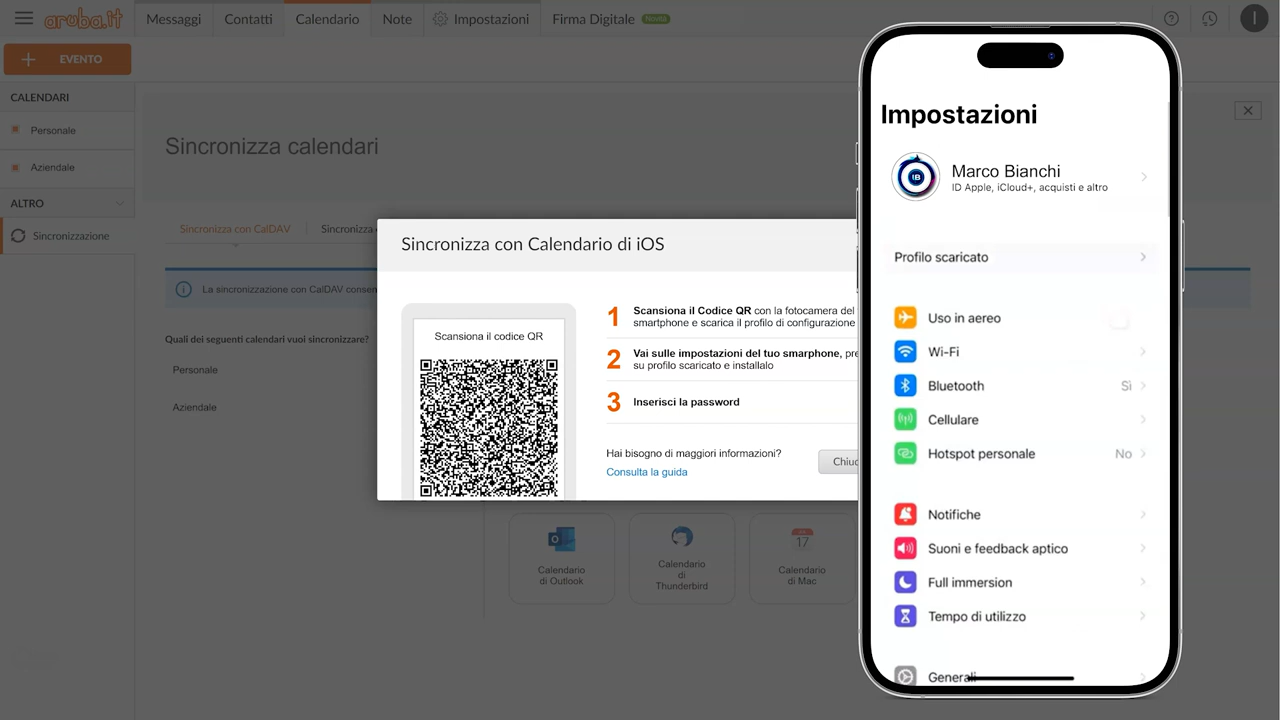 aruba.it
Messaggi
Contatti
Calendario
Note
Impostazioni
Firma Digitale
Novità
I
EVENTO
CALENDARI
Personale
Aziendale
ALTRO
Sincronizzazione
Sincronizza calendari
Sincronizza con CalDAV
Sincronizza
La sincronizzazione con CalDAV
Quali dei seguenti calendari vuoi sincronizzare?
Personale
Aziendale
Sincronizza con Calendario di iOS
Scansiona il codice QR
1 Scansiona il Codice QR con la fotocamera del
smartphone e scarica il profilo di configurazione
2 Vai sulle impostazioni del tuo smarphone,
su profilo scaricato e installalo
3 Inserisci la password
Hai bisogno di maggiori informazioni?
Consulta la guida
Calendario
di Outlook
Calendario
di
Thunderbird
17
Calendario
di Mac
Impostazioni
Marco Bianchi
ID Apple, iCloud+, acquisti e altro
Profilo scaricato
Uso in aereo
Wi-Fi
Bluetooth Sì
Cellulare
Hotspot personale No
Notifiche
Suoni e feedback aptico
Full immersion
Tempo di utilizzo
Generali